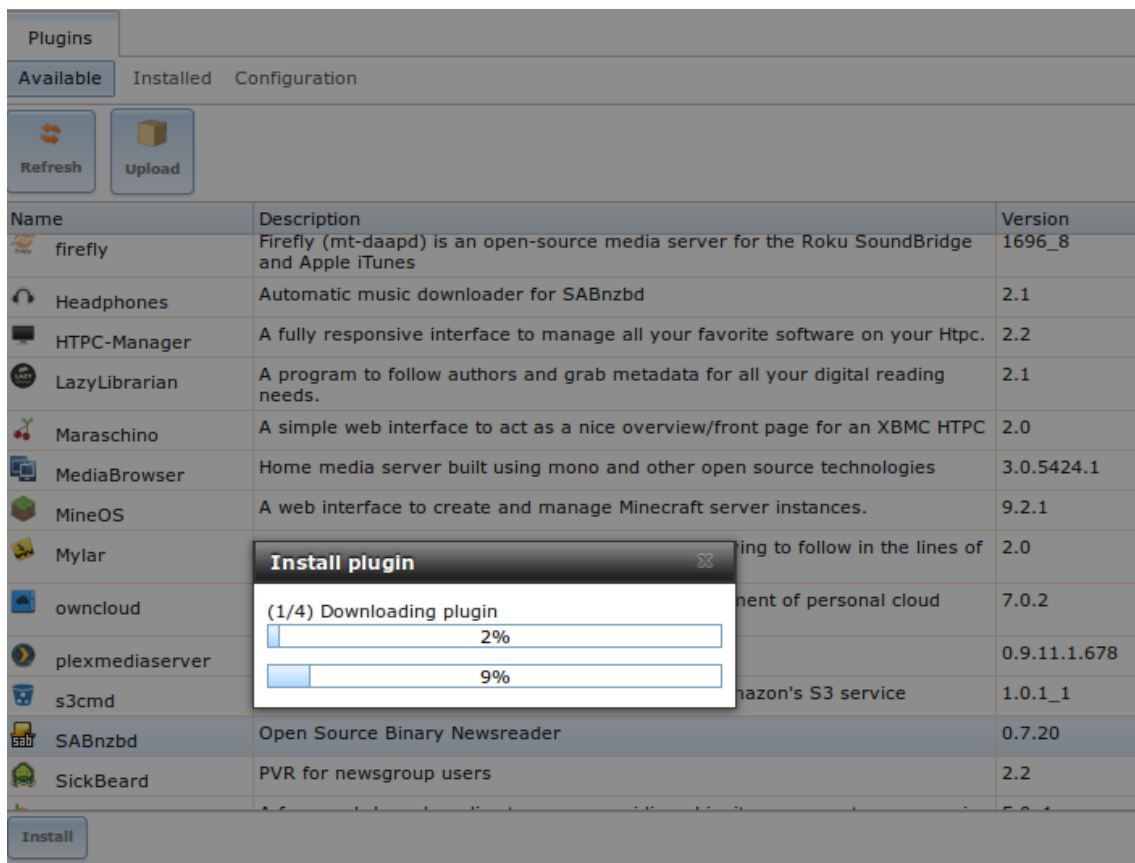 Plugins
Available Installed Configuration
Refresh Upload
Name Description Version
firefly Firefly (mt-daapd) is an open-source media server for the Roku SoundBridge 1696_8
and Apple iTunes
Headphones Automatic music downloader for SABnzbd 2.1
HTPC-Manager A fully responsive interface to manage all your favorite software on your Htpc. 2.2
LazyLibrarian A program to follow authors and grab metadata for all your digital reading 2.1
needs.
Maraschino A simple web interface to act as a nice overview/front page for an XBMC HTPC 2.0
MediaBrowser Home media server built using mono and other open source technologies 3.0.5424.1
MineOS A web interface to create and manage Minecraft server instances. 9.2.1
Mylar to follow in the lines of 2.0
Install plugin
owncloud of personal cloud 7.0.2
(1/4) Downloading plugin
2%
plexmediaserver 0.9.11.1.678
9%
s3cmd S3 service 1.0.1_1
SABnzbd Open Source Binary Newsreader 0.7.20
sab
SickBeard PVR for newsgroup users 2.2
Install